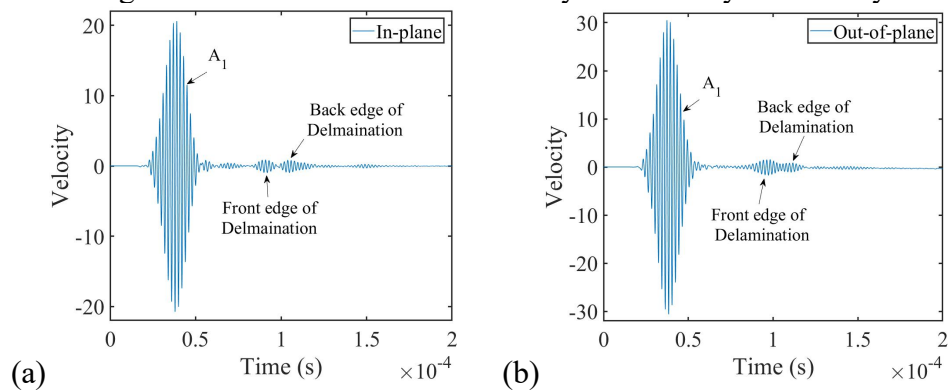 20
10
0
-10
-20
Velocity
In-plane
A1
Back edge of
Delmaination
Front edge of
Delmaination
0
0.5
1
1.5
2
Time (s)
×10-4
(a)
30
20
10
0
-10
-20
-30
Velocity
Out-of-plane
A1
Back edge of
Delamination
Front edge of
Delamination
0
0.5
1
1.5
2
Time (s)
×10-4
(b)